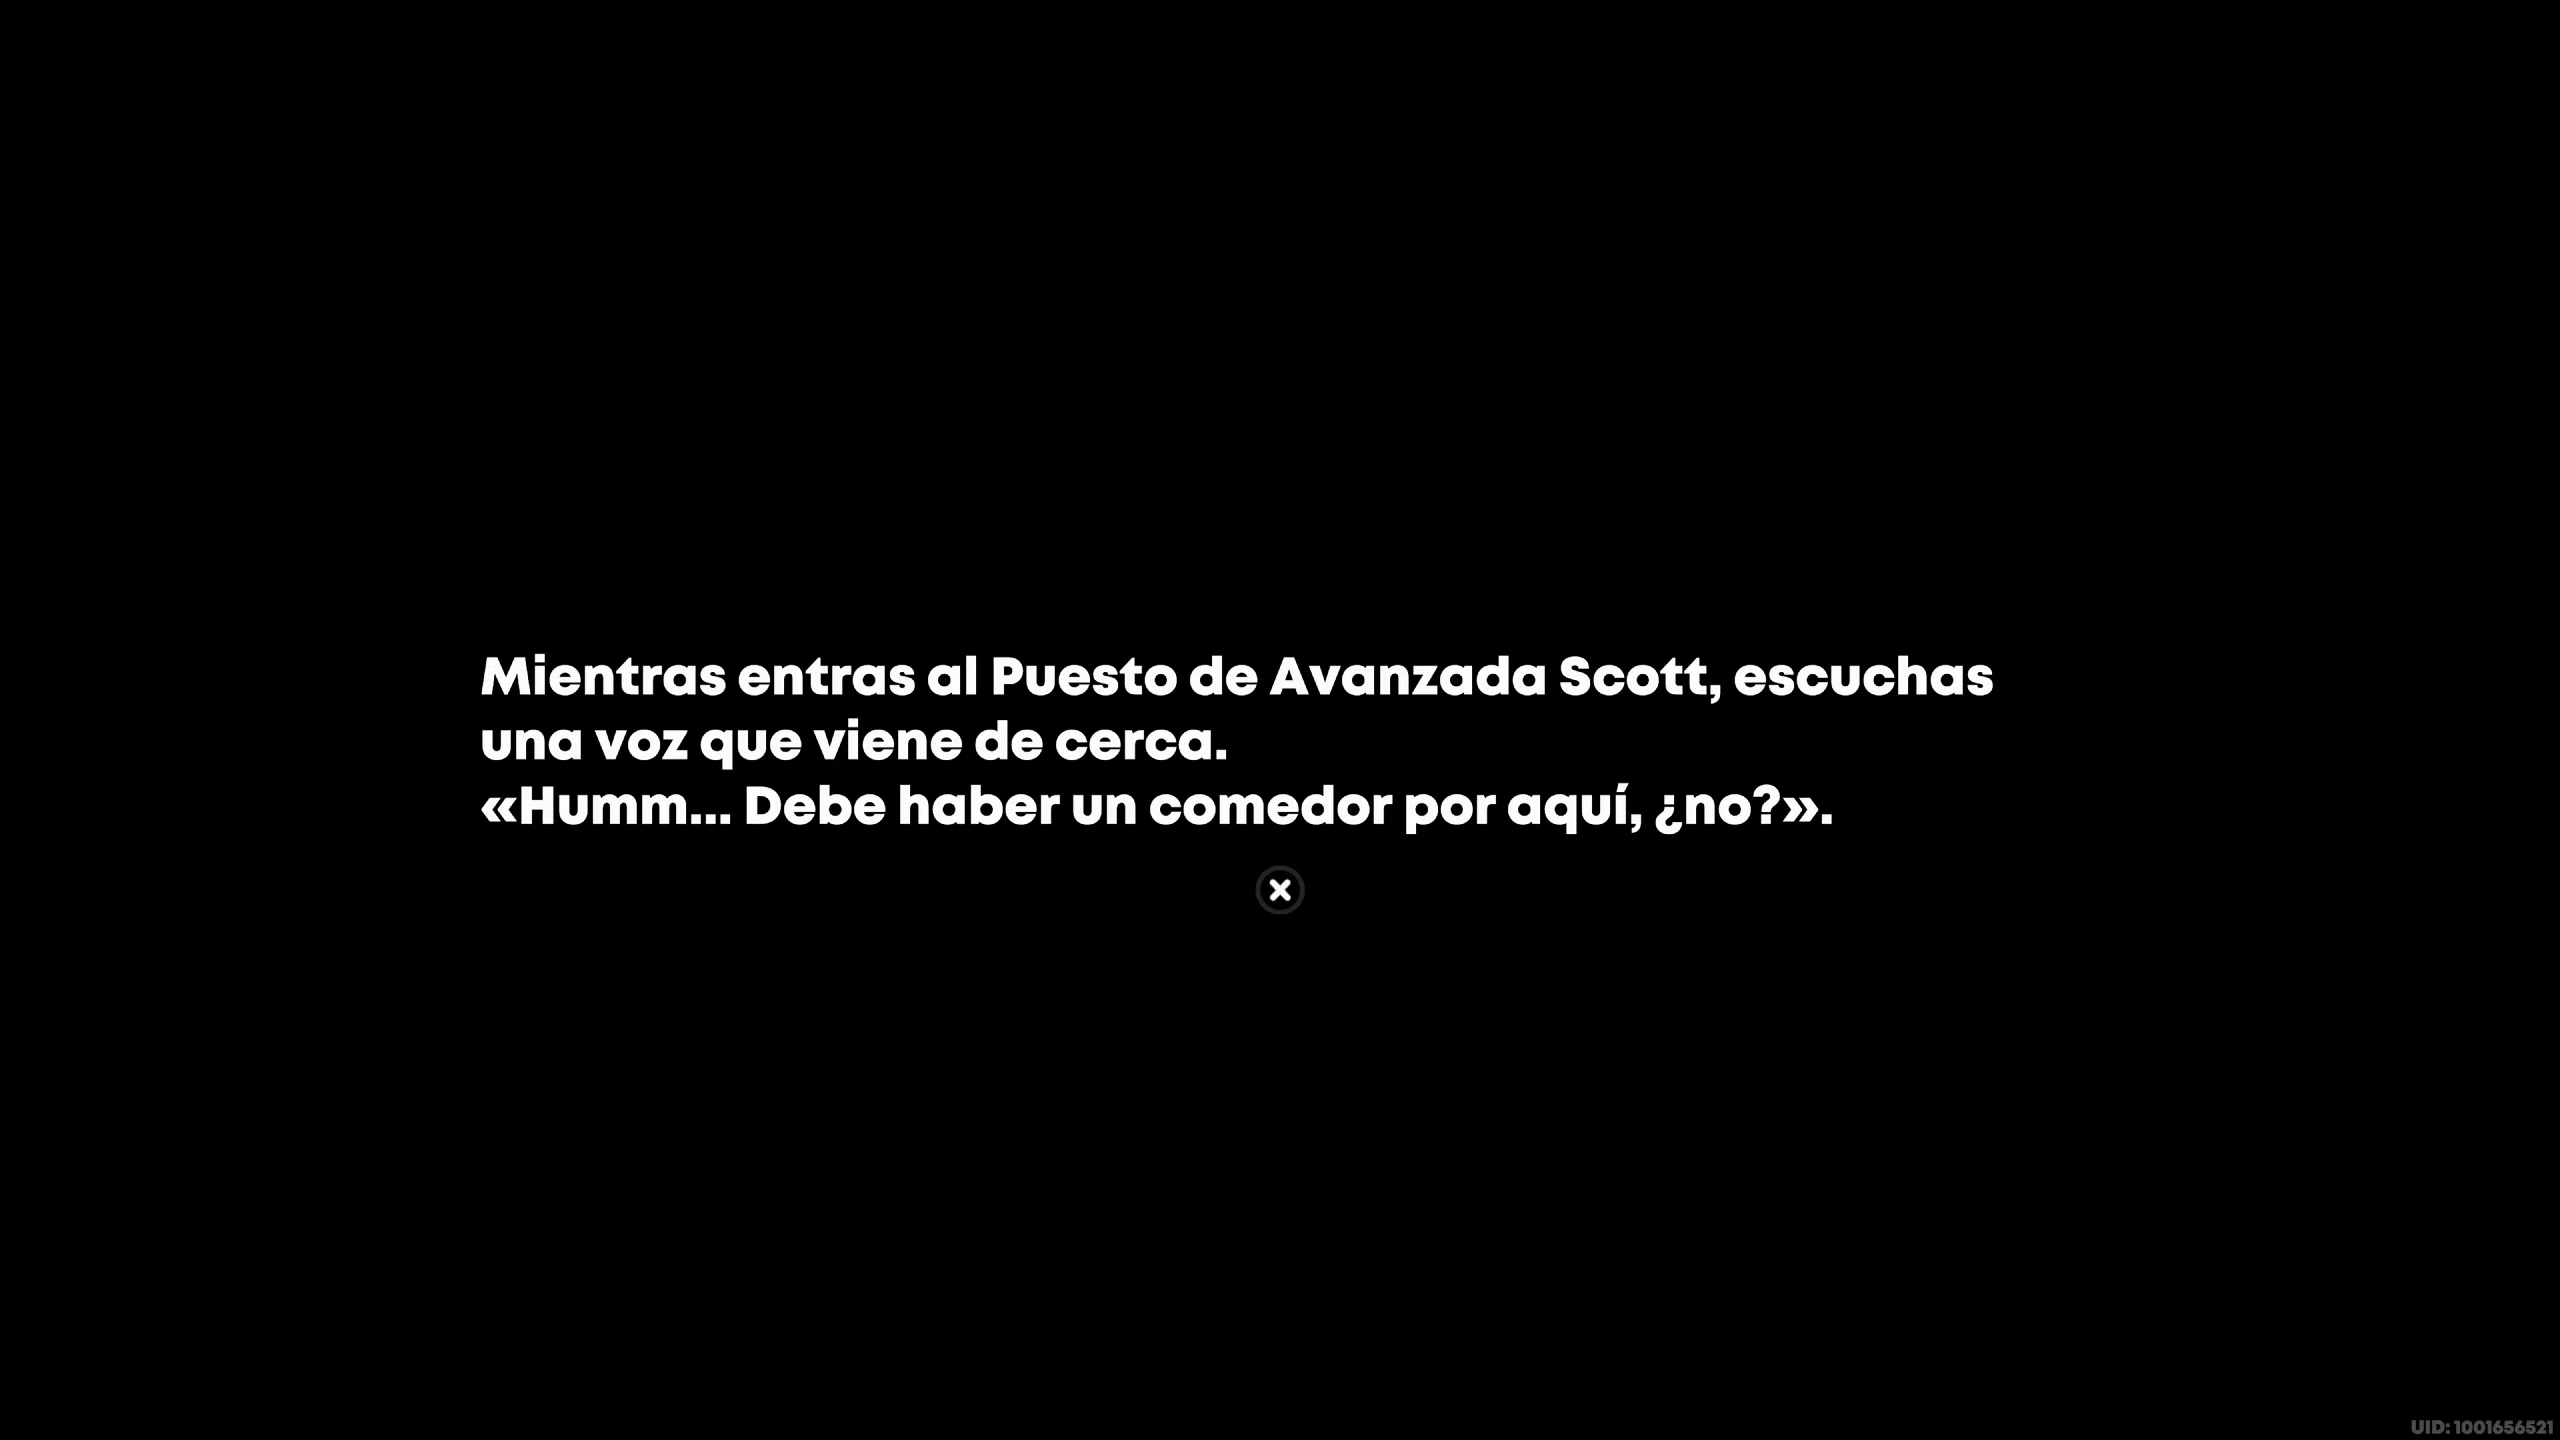 Mientras entras al Puesto de Avanzada Scott, escuchas
una voz que viene de cerca.
«Humm... Debe haber un comedor por aquí, ¿no?».
UID: 1001656521